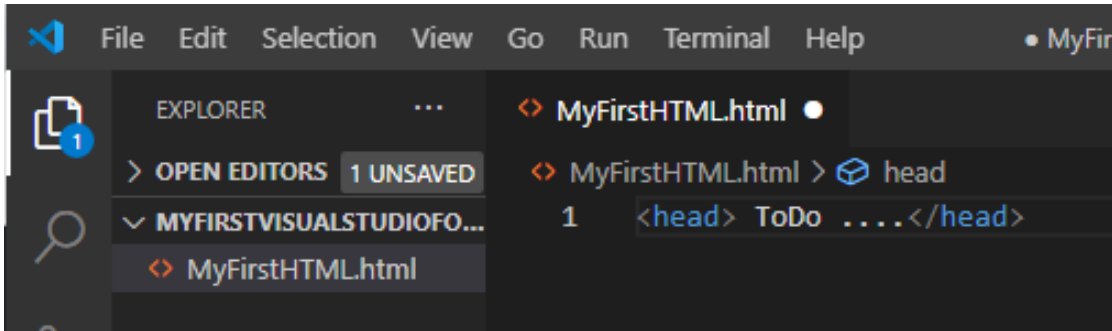 File Edit Selection View Go Run Terminal Help ● MyFir
EXPLORER ...
1
> OPEN EDITORS 1 UNSAVED
MYFIRSTVISUALSTUDIOFO...
MyFirstHTML.html
MyFirstHTML.html ●
MyFirstHTML.html > head
1 <head> ToDo ....</head>